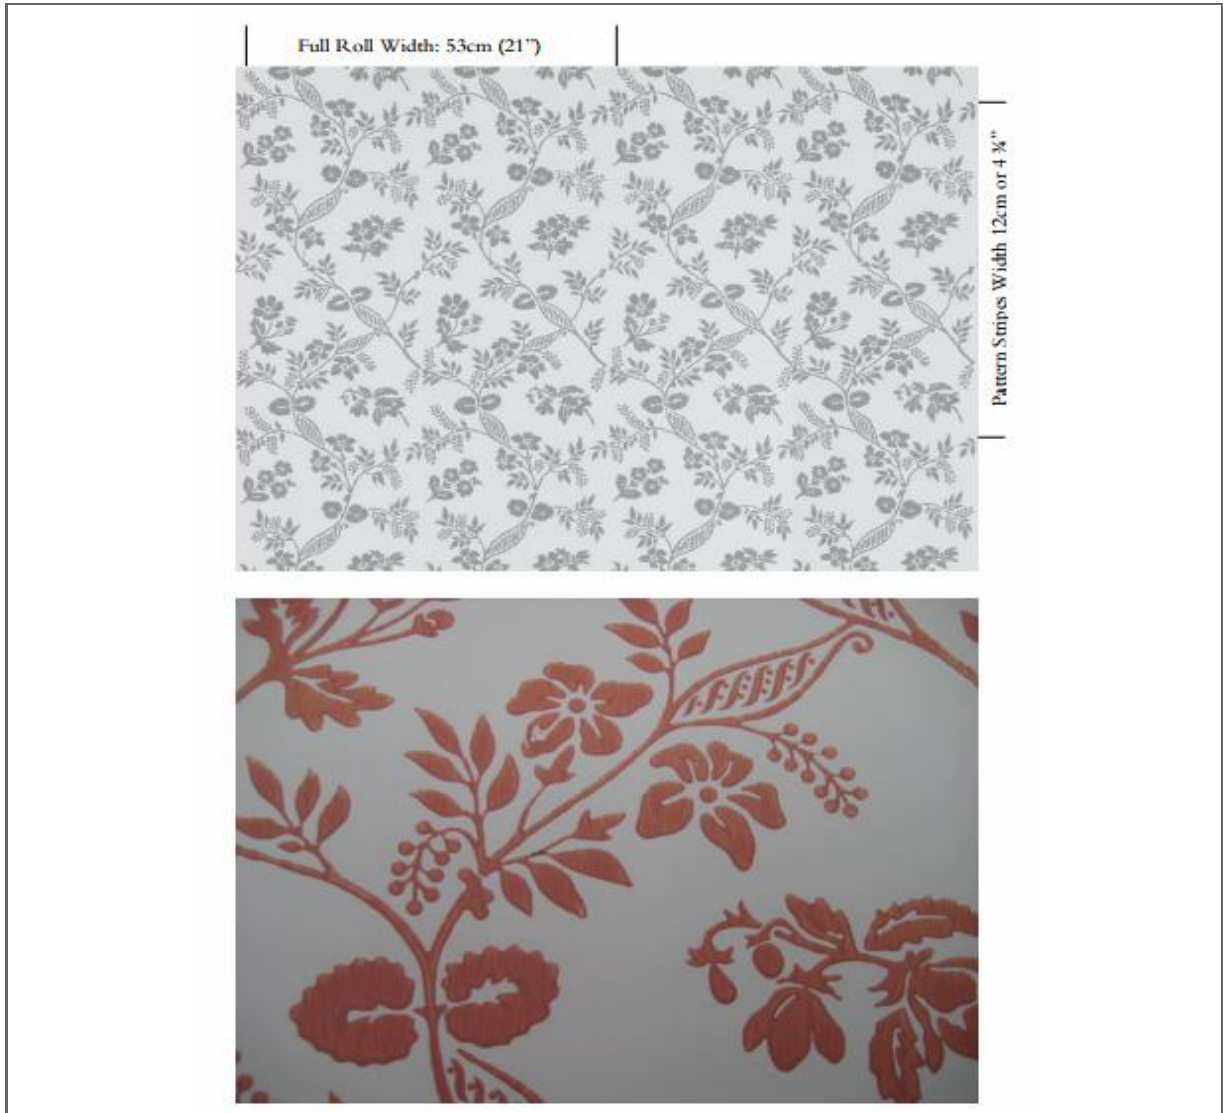 Full Roll Width: 53cm (21”)
Pattern Stripes Width 12cm or 4 ¾"